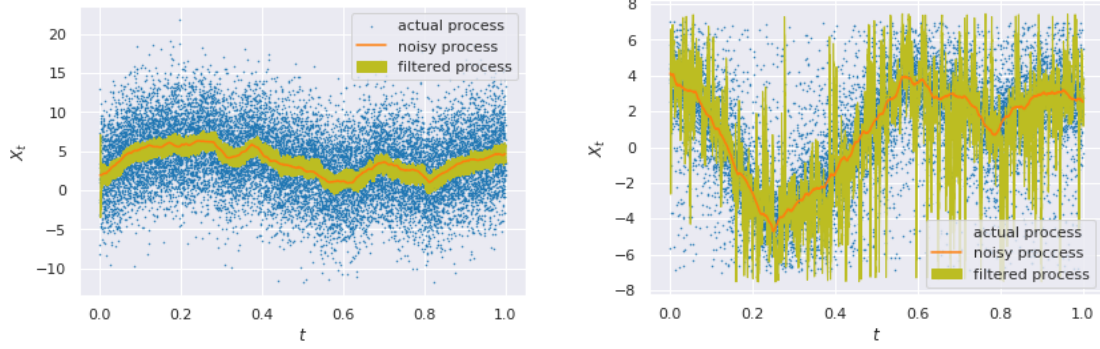 20
15
10
5
0
−5
−10
X_t
0.0 0.2 0.4 0.6 0.8 1.0
t
actual process
noisy process
filtered process
8
6
4
2
0
−2
−4
−6
−8
X_t
0.0 0.2 0.4 0.6 0.8 1.0
t
actual process
noisy proccess
filtered process